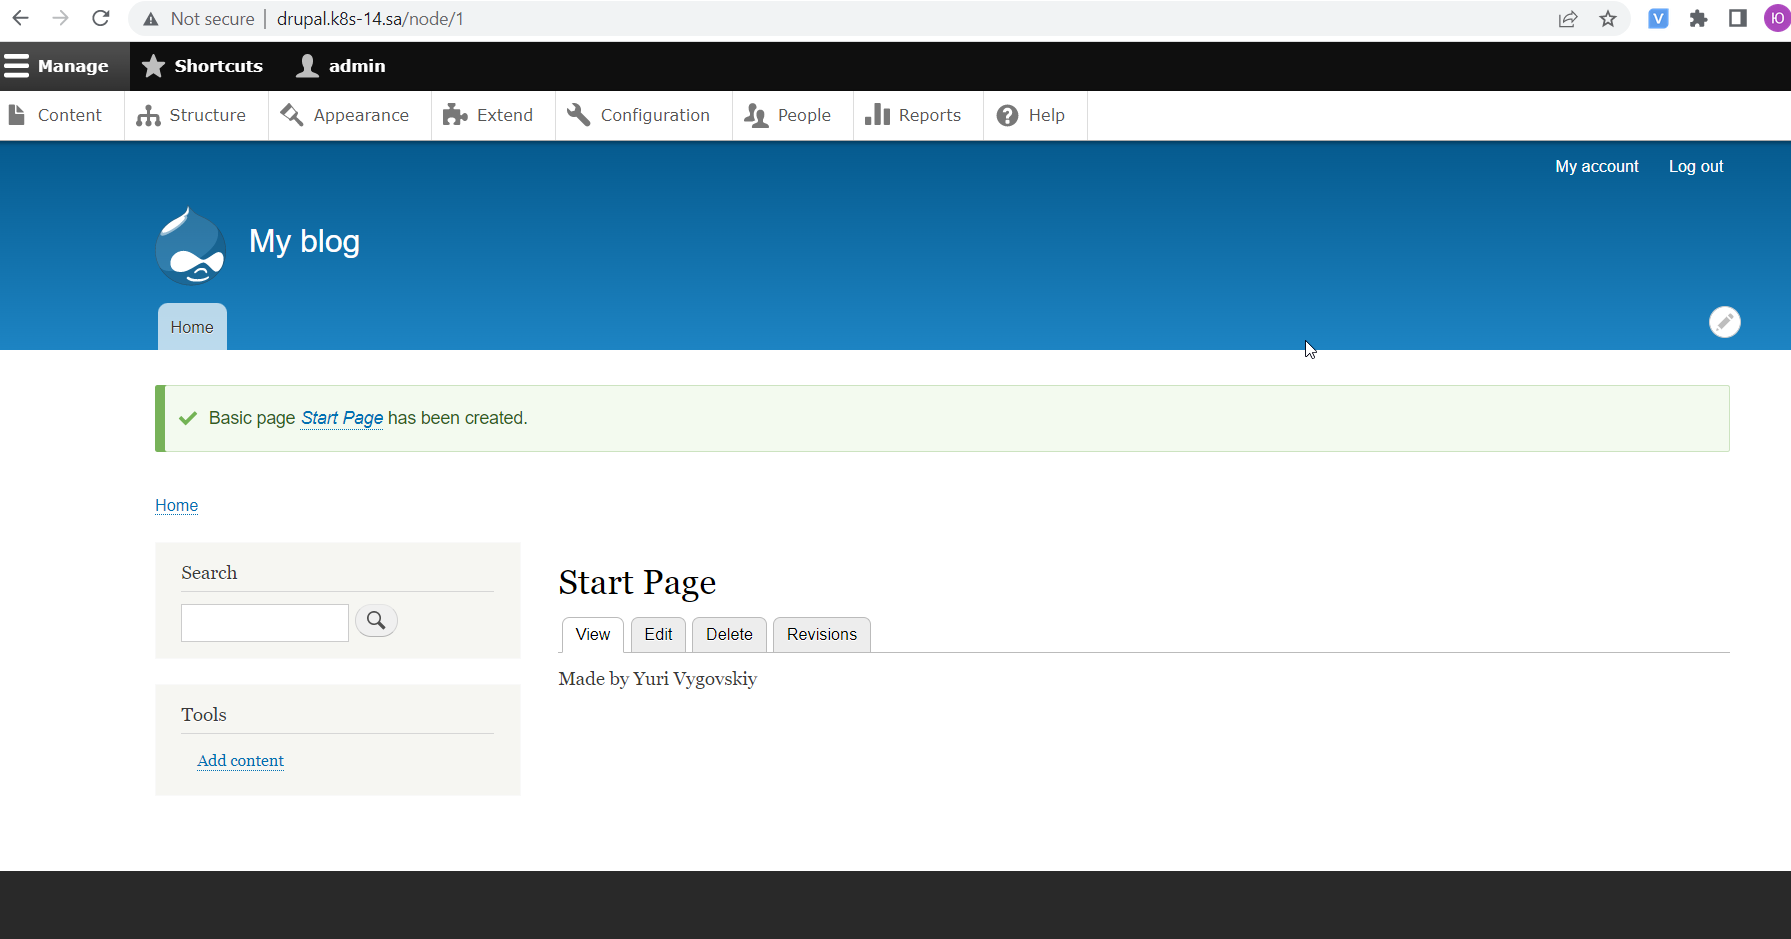 Not secure | drupal.k8s-14.sa/node/1
V
Ю
Manage Shortcuts admin
Content Structure Appearance Extend Configuration People Reports Help
My account Log out
My blog
Home
Basic page Start Page has been created.
Home
Search
Start Page
View Edit Delete Revisions
Made by Yuri Vygovskiy
Tools
Add content